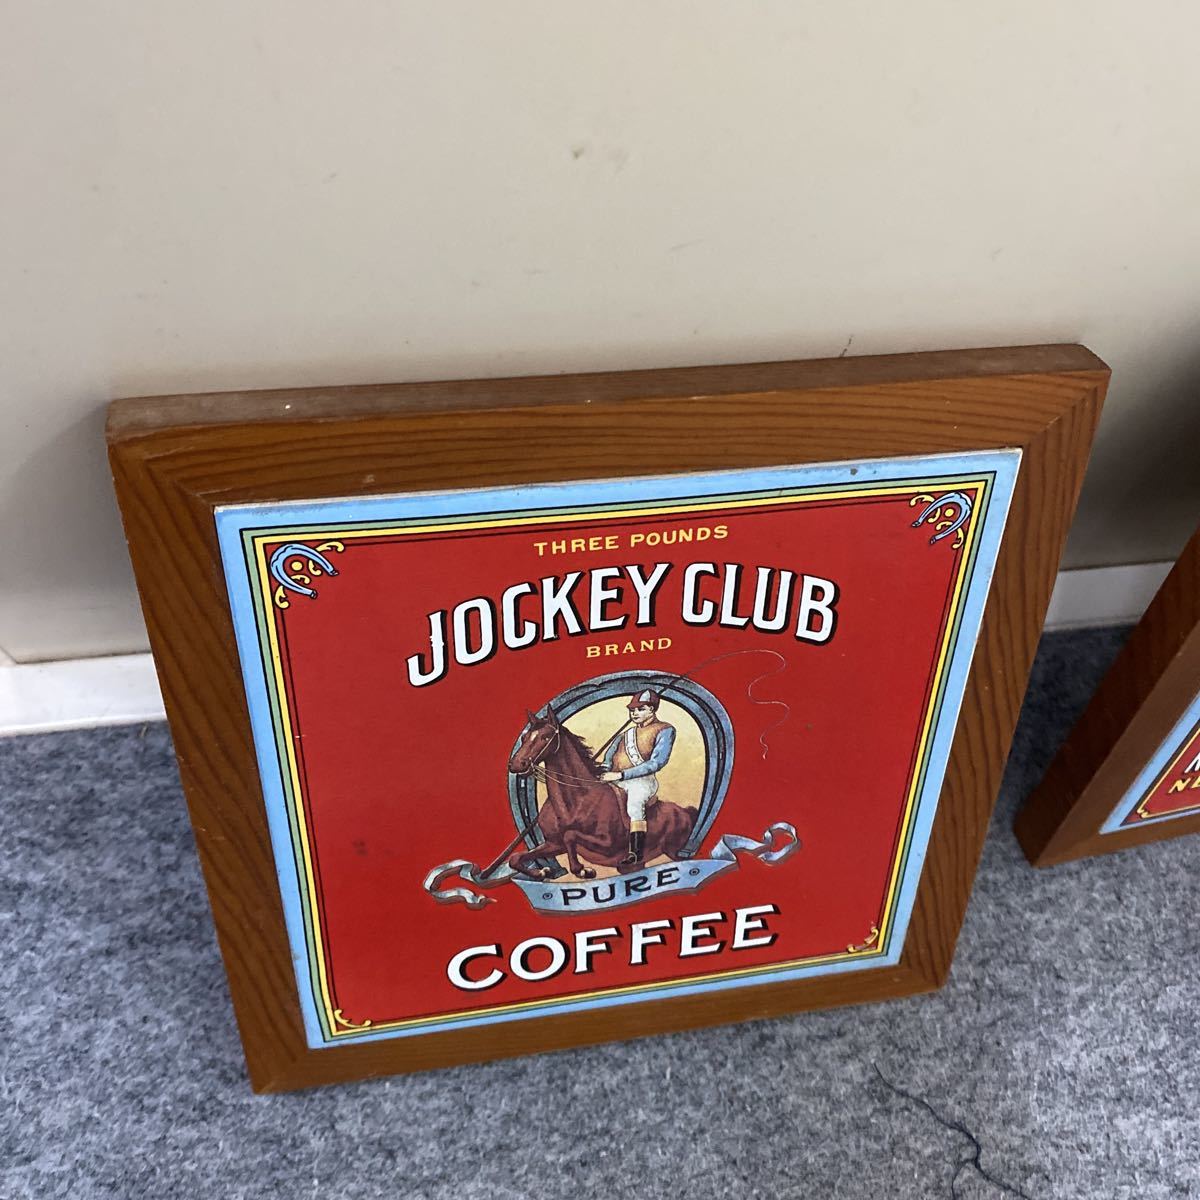 THREE POUNDS
JOCKEY CLUB
BRAND
PURE
COFFEE